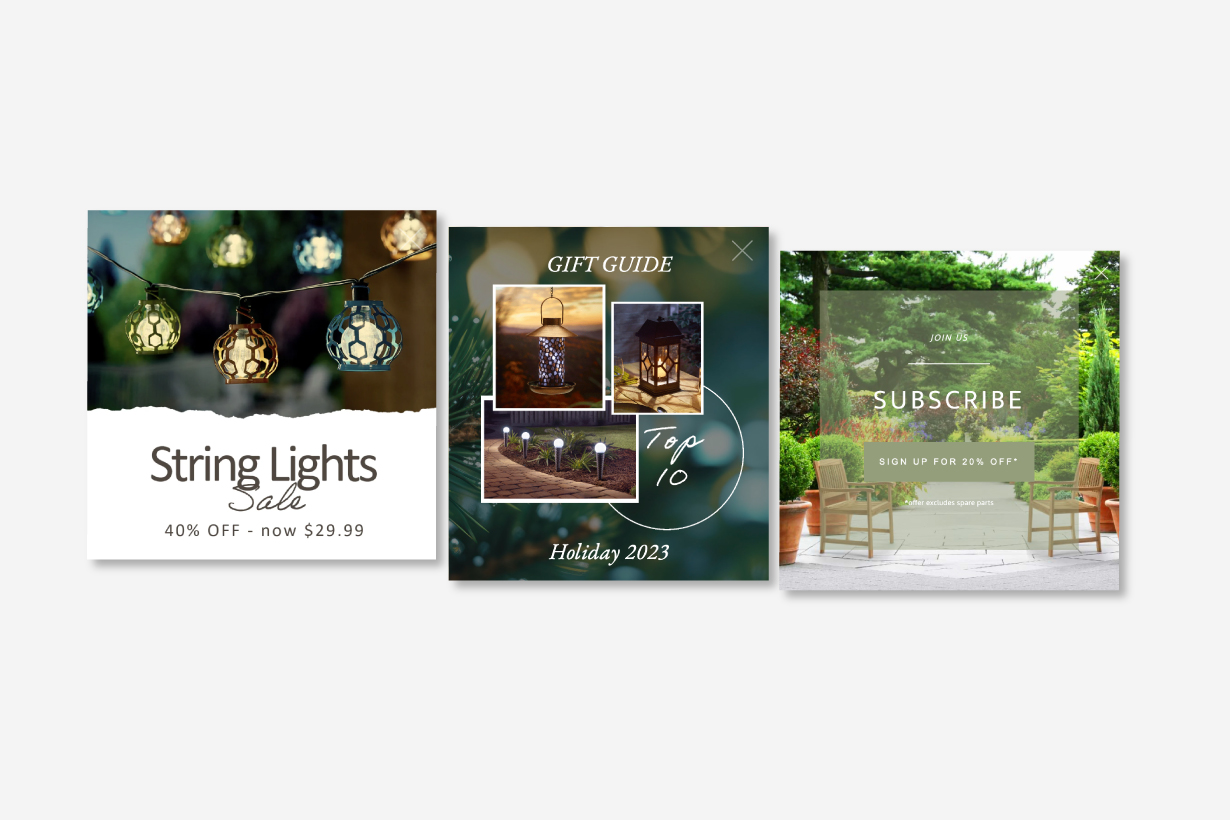 String Lights
Sale
40% OFF - now $29.99
GIFT GUIDE
Top
10
Holiday 2023
JOIN US
SUBSCRIBE
SIGN UP FOR 20% OFF*
*offer excludes spare parts